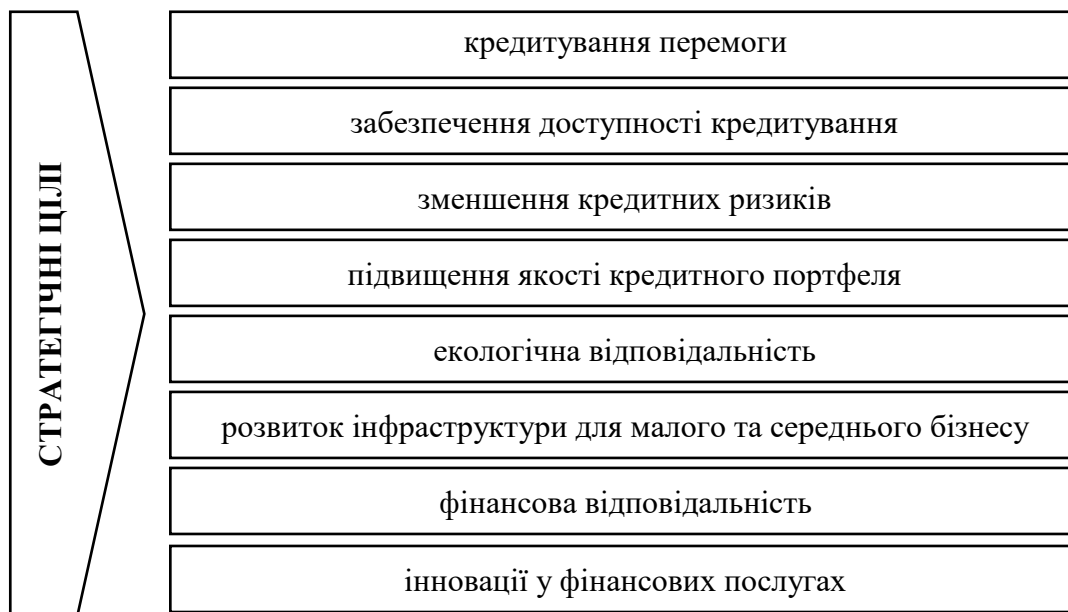 СТРАТЕГІЧНІ ЦІЛІ
кредитування перемоги
забезпечення доступності кредитування
зменшення кредитних ризиків
підвищення якості кредитного портфеля
екологічна відповідальність
розвиток інфраструктури для малого та середнього бізнесу
фінансова відповідальність
інновації у фінансових послугах